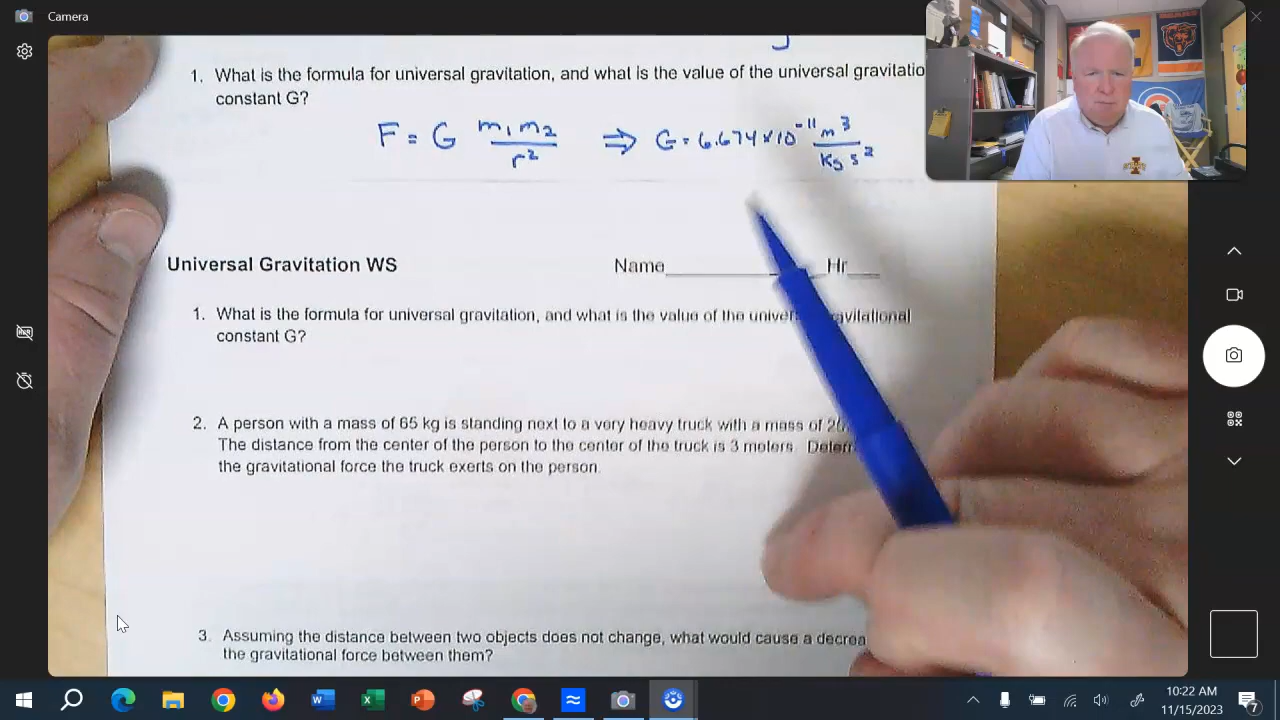 Camera
1. What is the formula for universal gravitation, and what is the value of the universal gravitatio
constant G?
F = G m₁m₂ / r² ⇒ G = 6.674 x 10⁻¹¹ m³ / kg s²
Universal Gravitation WS Name___________ Hr___
1. What is the formula for universal gravitation, and what is the value of the gravitational
constant G?
2. A person with a mass of 65 kg is standing next to a very heavy truck with a mass of
The distance from the center of the person to the center of the truck is 3 meters.
the gravitational force the truck exerts on the person.
3. Assuming the distance between two objects does not change, what would cause a decrea
the gravitational force between them?
BEARS
10:22 AM
11/15/2023
7